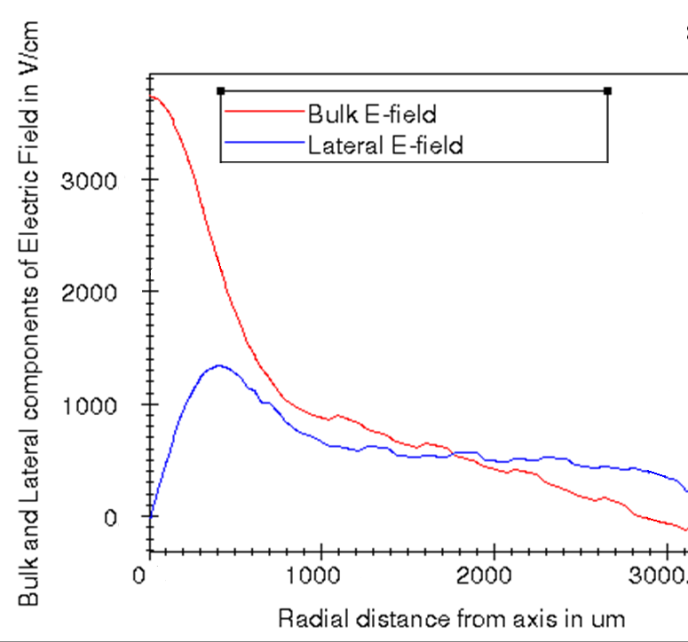 Bulk and Lateral components of Electric Field in V/cm
Bulk E-field
Lateral E-field
3000
2000
1000
0
0 1000 2000 3000.
Radial distance from axis in um